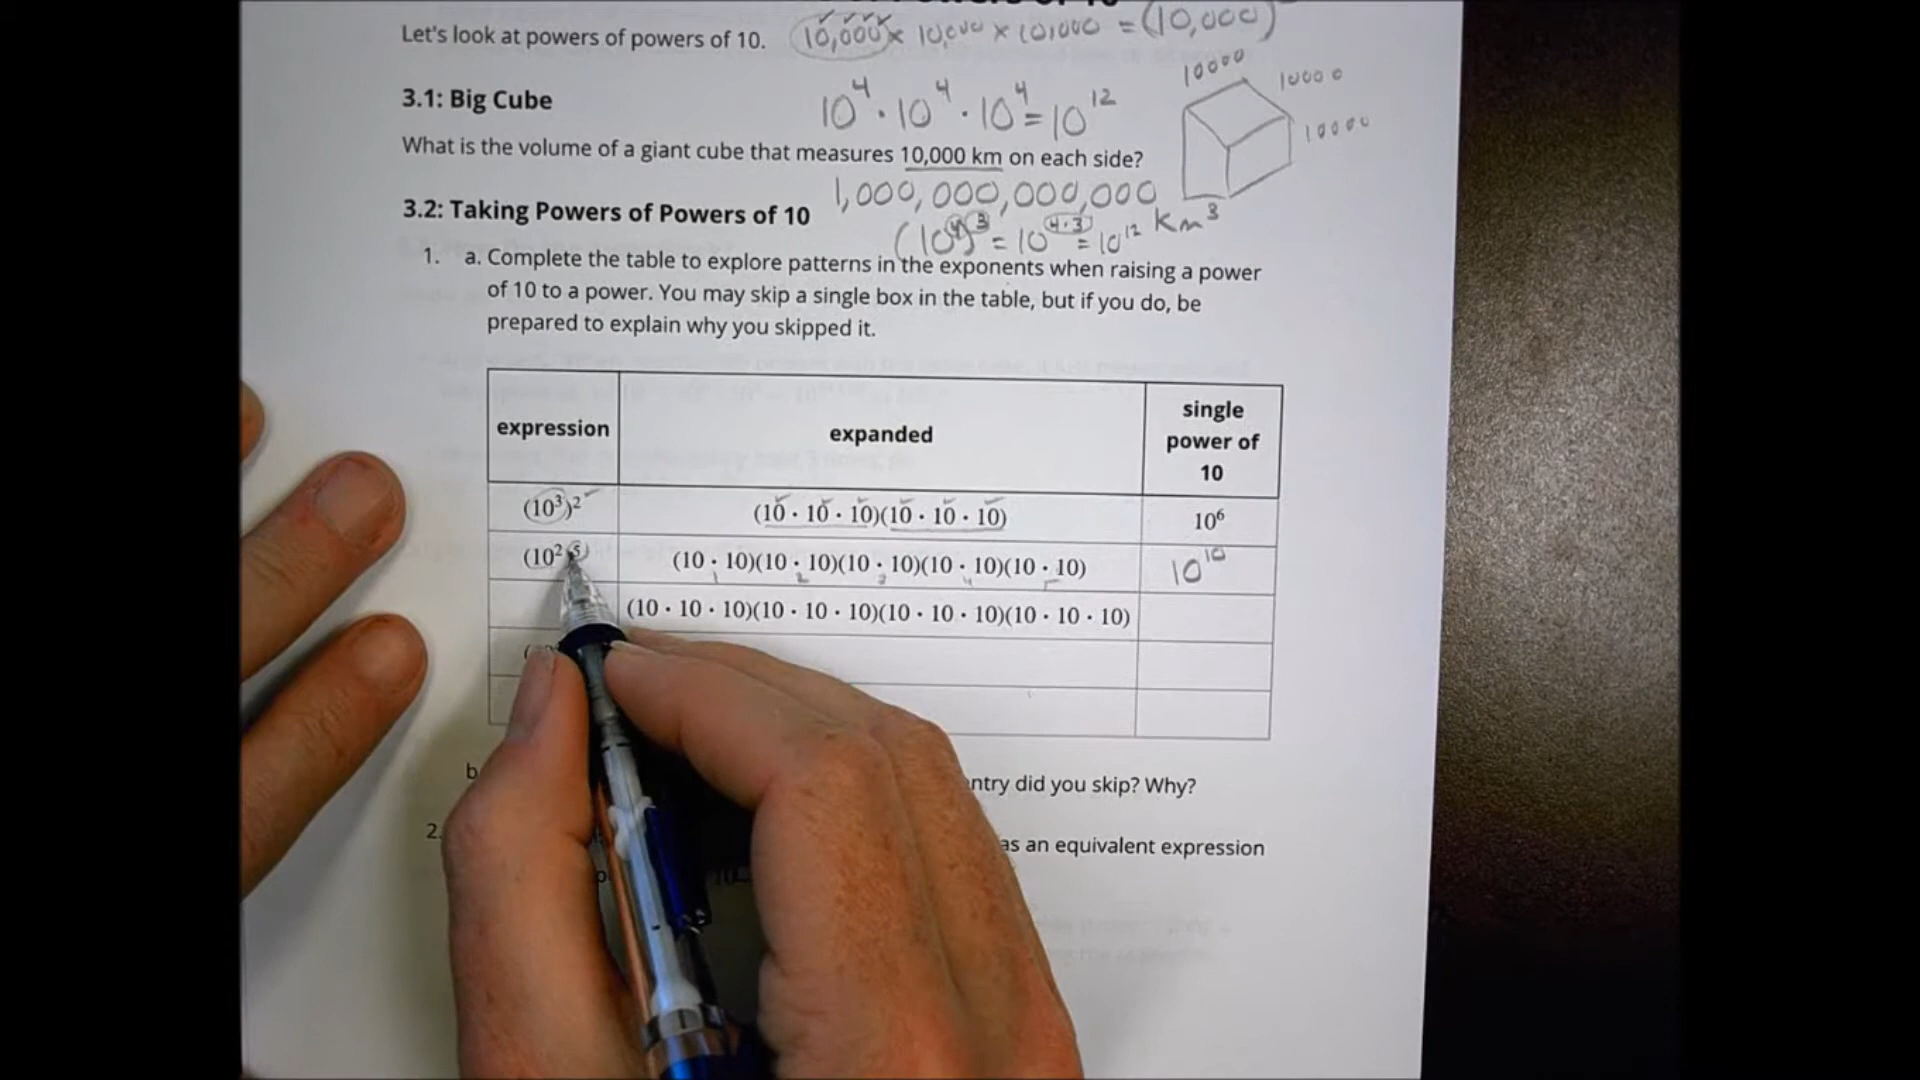 Let's look at powers of powers of 10. 10,000 × 10,000 × 10,000 = (10,000)
3.1: Big Cube
10⁴ · 10⁴ · 10⁴ = 10¹²
10000
10000
10000
What is the volume of a giant cube that measures 10,000 km on each side?
1,000,000,000,000
3.2: Taking Powers of Powers of 10
(10⁴)³ = 10⁴·³ = 10¹² Km³
1. a. Complete the table to explore patterns in the exponents when raising a power
of 10 to a power. You may skip a single box in the table, but if you do, be
prepared to explain why you skipped it.
expression expanded single power of 10
(10³)² (10 · 10 · 10)(10 · 10 · 10) 10⁶
(10²)⁵ (10 · 10)(10 · 10)(10 · 10)(10 · 10)(10 · 10) 10¹⁰
1 2 3 4 5
(10 · 10 · 10)(10 · 10 · 10)(10 · 10 · 10)(10 · 10 · 10)
b
entry did you skip? Why?
2.
as an equivalent expression